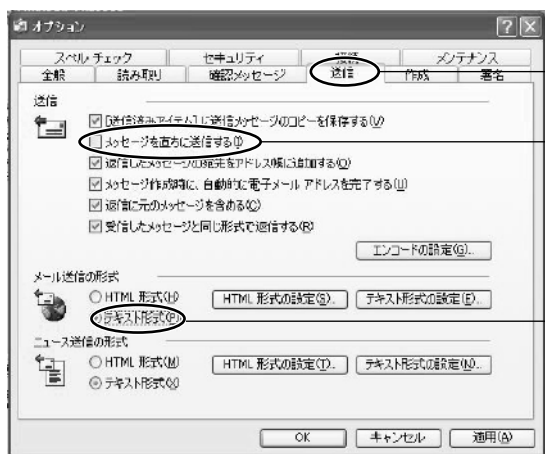 オプション
スペル チェック セキュリティ 接続 メンテナンス
全般 読み取り 確認メッセージ 送信 作成 署名
送信
[送信済みアイテム] に送信メッセージのコピーを保存する(V)
メッセージを直ちに送信する(I)
返信したメッセージの宛先をアドレス帳に追加する(O)
メッセージ作成時に、自動的に電子メール アドレスを完了する(U)
返信に元のメッセージを含める(C)
受信したメッセージと同じ形式で返信する(R)
エンコードの設定(G)...
メール送信の形式
HTML 形式(H) HTML 形式の設定(S)... テキスト形式の設定(E)...
テキスト形式(P)
ニュース送信の形式
HTML 形式(M) HTML 形式の設定(T)... テキスト形式の設定(N)...
テキスト形式(X)
OK キャンセル 適用(A)